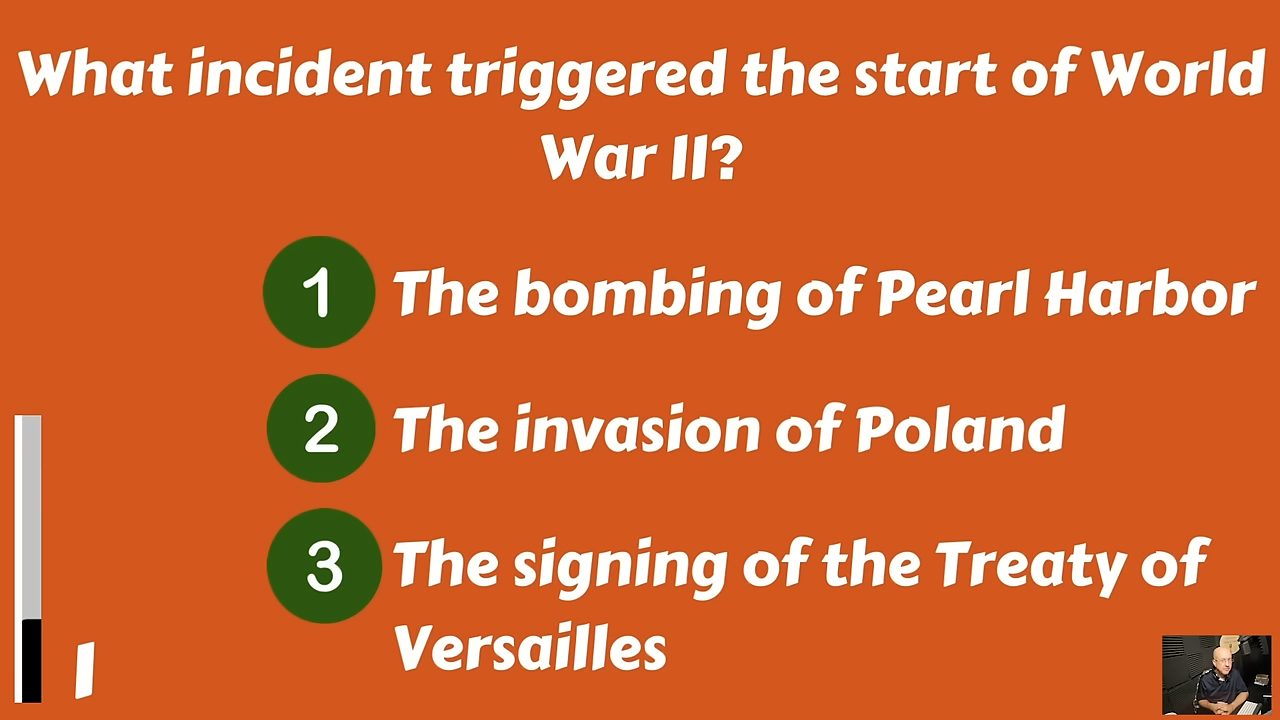 What incident triggered the start of World
War II?
1 The bombing of Pearl Harbor
2 The invasion of Poland
3 The signing of the Treaty of
Versailles
1